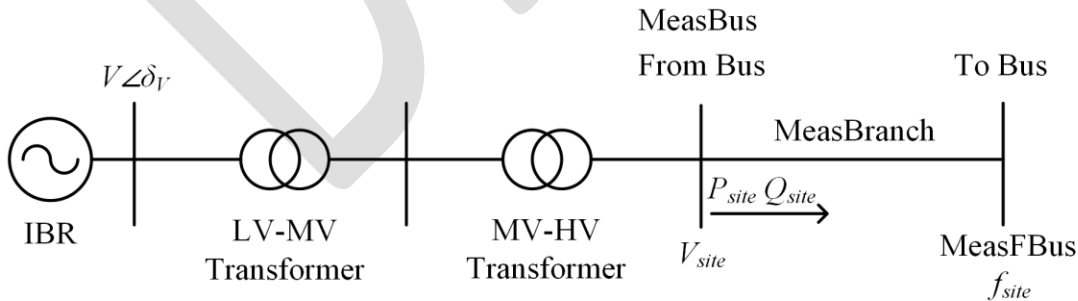 MeasBus
From Bus
To Bus
V∠δV
MeasBranch
Psite Qsite
IBR
LV-MV
Transformer
MV-HV
Transformer
Vsite
MeasFBus
fsite